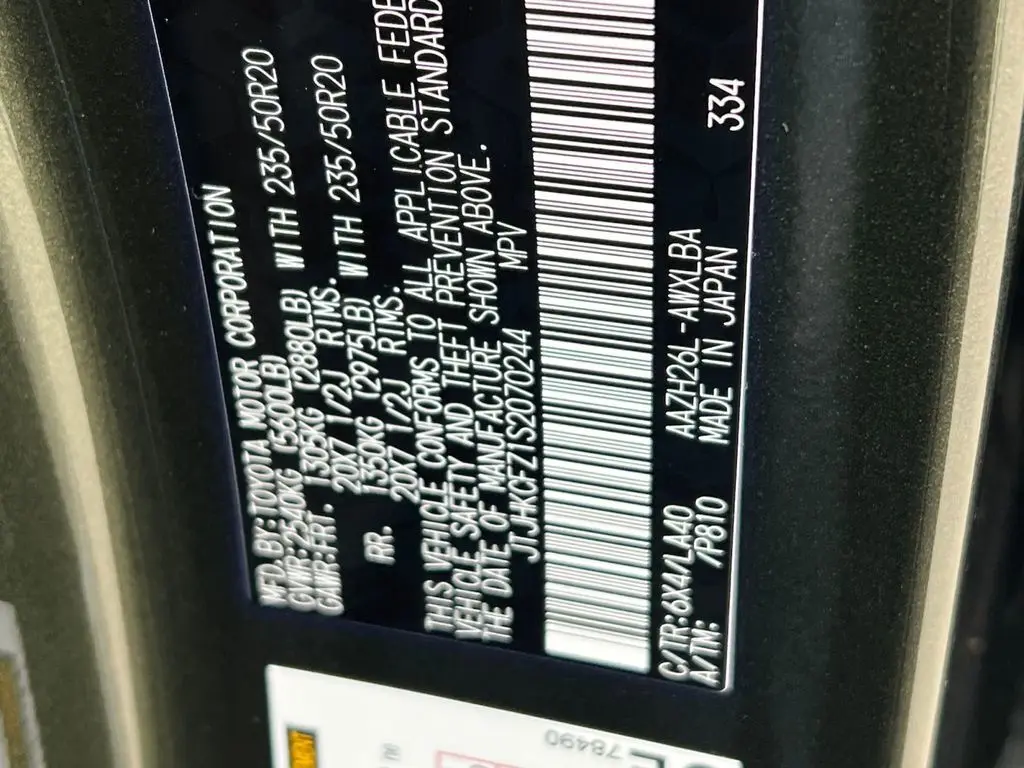 MFD.BY:TOYOTA MOTOR CORPORATION
GVWR:2540KG (5600LB)
GAWR:FRT. 1305KG (2880LB) WITH 235/50R20
20X7 1/2J RIMS.
RR. 1350KG (2975LB) WITH 235/50R20
20X7 1/2J RIMS.
THIS VEHICLE CONFORMS TO ALL APPLICABLE FEDE
VEHICLE SAFETY AND THEFT PREVENTION STANDARD
THE DATE OF MANUFACTURE SHOWN ABOVE.
JTJHKCFZ1S2070244 MPV
C/TR:6X4/LA40 AAZH26L-AWXLBA
A/TM: /P810 MADE IN JAPAN 334
78490